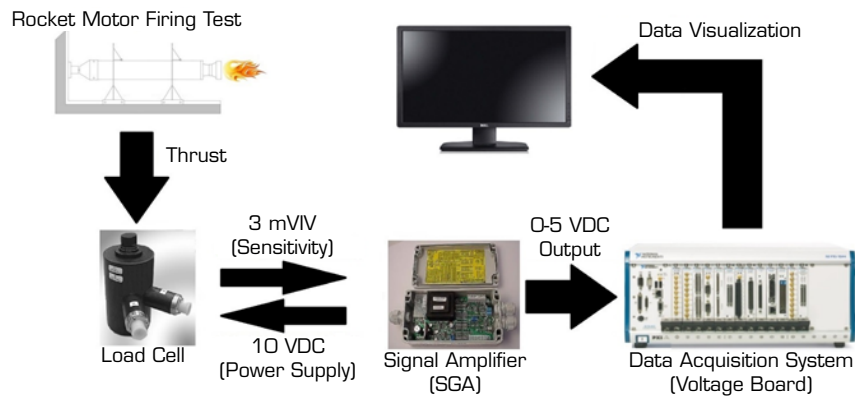 Rocket Motor Firing Test
Data Visualization
Thrust
3 mVIV
(Sensitivity)
0-5 VDC
Output
10 VDC
(Power Supply)
Load Cell
Signal Amplifier
(SGA)
Data Acquisition System
(Voltage Board)